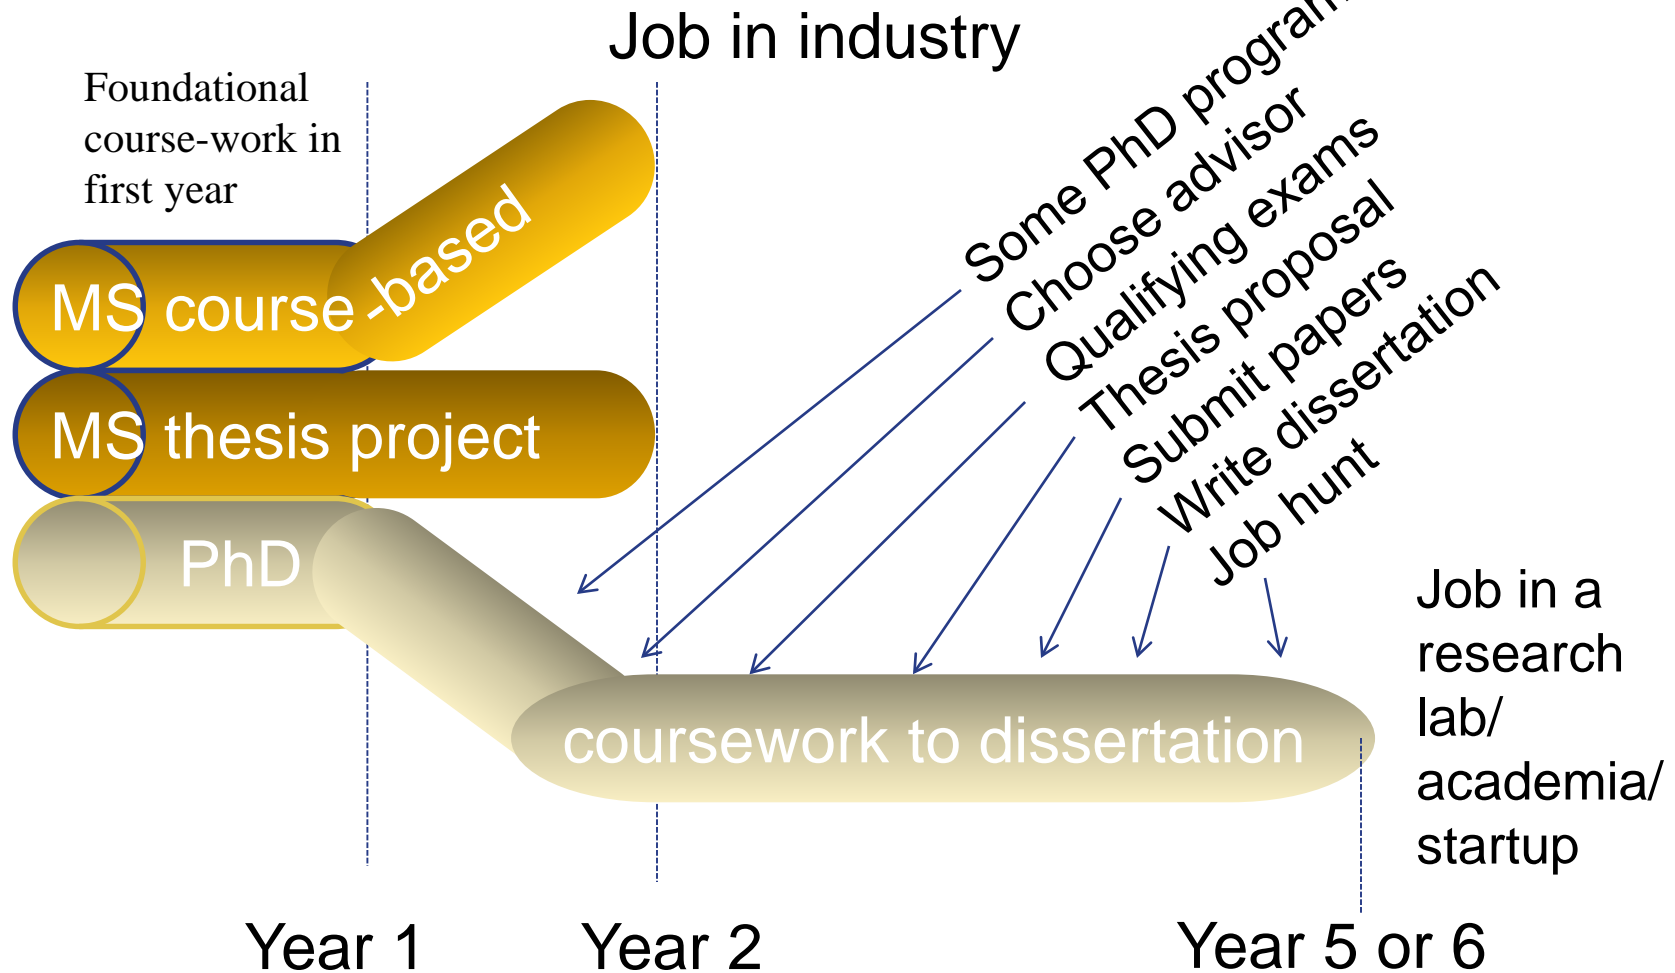 Job in industry
Foundational
course-work in
first year
MS course-based
MS thesis project
PhD
coursework to dissertation
Some PhD program
Choose advisor
Qualifying exams
Thesis proposal
Submit papers
Write dissertation
Job hunt
Job in a
research
lab/
academia/
startup
Year 1
Year 2
Year 5 or 6